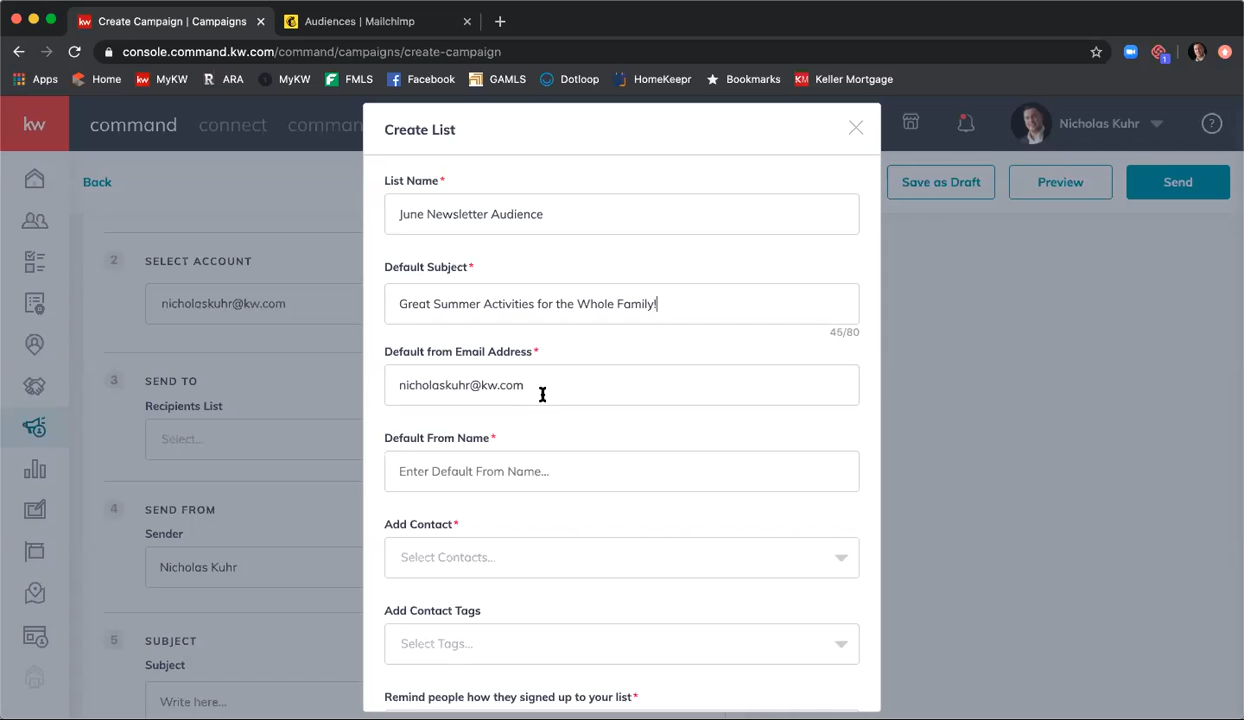 Create Campaign | Campaigns
Audiences | Mailchimp
console.command.kw.com/command/campaigns/create-campaign
Apps
Home
kw
MyKW
R
ARA
MyKW
FMLS
Facebook
GAMLS
Dotloop
HomeKeepr
Bookmarks
KM
Keller Mortgage
kw
command
connect
comman
1
Nicholas Kuhr
?
Back
Save as Draft
Preview
Send
2
SELECT ACCOUNT
nicholaskuhr@kw.com
3
SEND TO
Recipients List
Select...
4
SEND FROM
Sender
Nicholas Kuhr
5
SUBJECT
Subject
Write here...
Create List
List Name*
June Newsletter Audience
Default Subject*
Great Summer Activities for the Whole Family!
45/80
Default from Email Address*
nicholaskuhr@kw.com
Default From Name*
Enter Default From Name...
Add Contact*
Select Contacts...
Add Contact Tags
Select Tags...
Remind people how they signed up to your list*